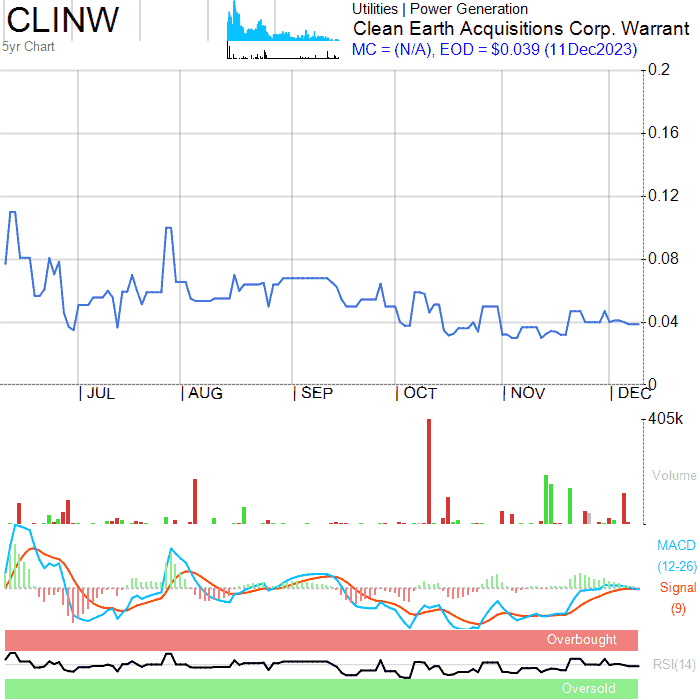 CLINW
5yr Chart
Utilities | Power Generation
Clean Earth Acquisitions Corp. Warrant
MC = (N/A), EOD = $0.039 (11Dec2023)
0.2
0.16
0.12
0.08
0.04
0
| JUL | AUG | SEP | OCT | NOV | DEC
405k
Volume
MACD
(12-26)
Signal
(9)
Overbought
RSI(14)
Oversold